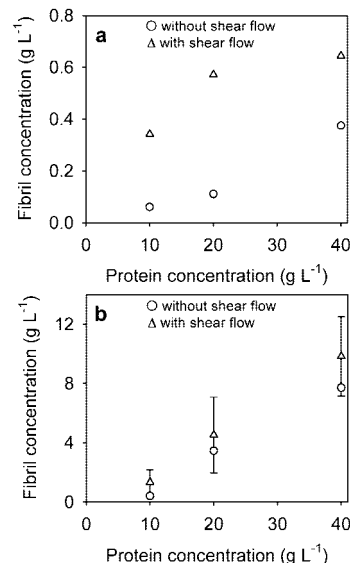 a
○ without shear flow
△ with shear flow
Fibril concentration (g L⁻¹)
0.8
0.6
0.4
0.2
0.0
0 10 20 30 40
Protein concentration (g L⁻¹)
b
○ without shear flow
△ with shear flow
Fibril concentration (g L⁻¹)
12
8
4
0
0 10 20 30 40
Protein concentration (g L⁻¹)